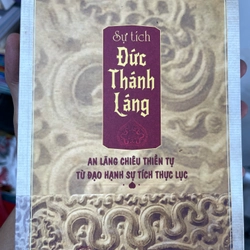 Sự tích
Đức
Thánh
Láng
AN LÃNG CHIÊU THIỀN TỰ
TỪ ĐẠO HẠNH SỰ TÍCH THỰC LỤC